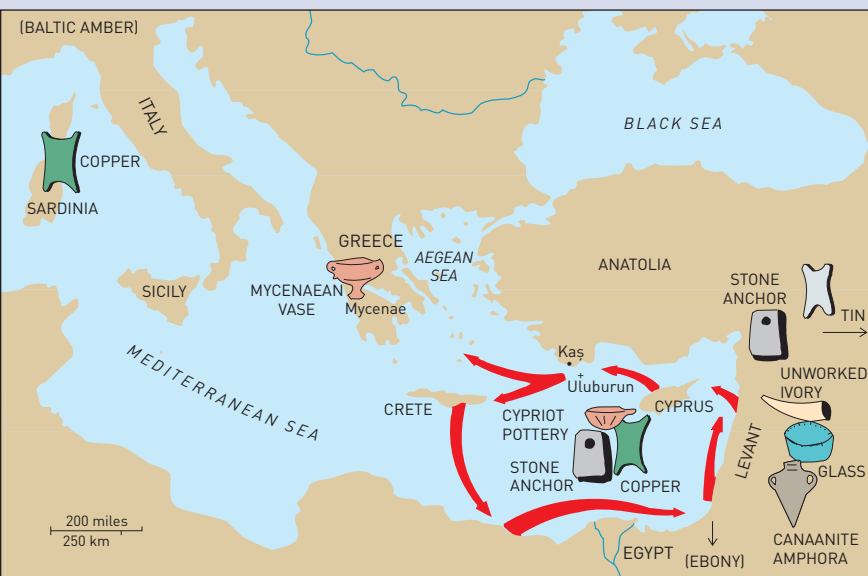 (BALTIC AMBER)
ITALY
BLACK SEA
COPPER
SARDINIA
GREECE
AEGEAN
SEA
ANATOLIA
SICILY
MYCENAEAN
VASE
Mycenae
STONE
ANCHOR
TIN
MEDITERRANEAN SEA
Kaş
Uluburun
UNWORKED
IVORY
CRETE
CYPRIOT
POTTERY
CYPRUS
LEVANT
STONE
ANCHOR
COPPER
GLASS
200 miles
250 km
EGYPT
(EBONY)
CANAANITE
AMPHORA